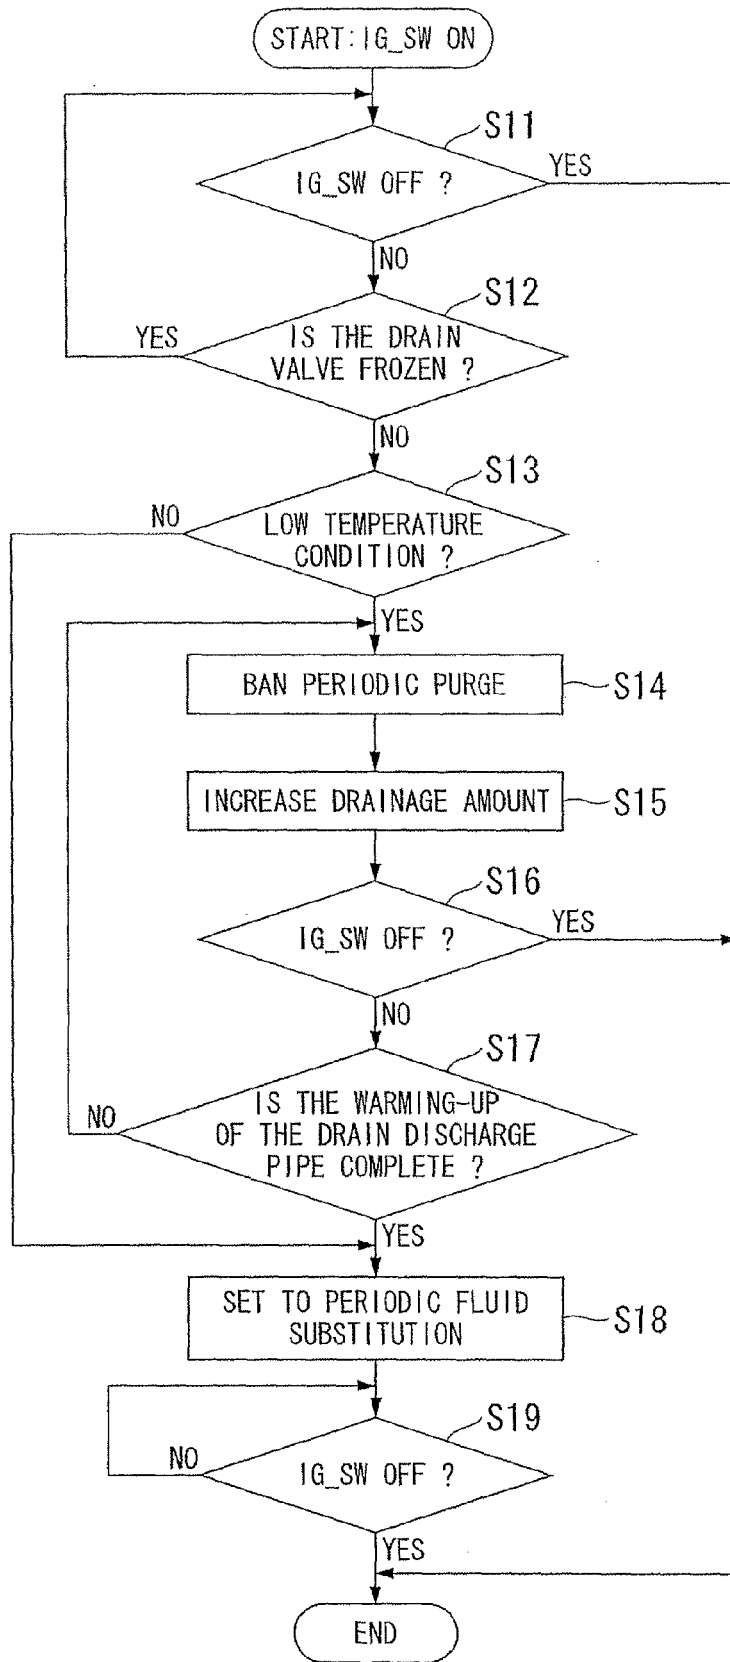 START:IG_SW ON
S11
IG_SW OFF ?
YES
NO
S12
IS THE DRAIN
VALVE FROZEN ?
YES
NO
S13
LOW TEMPERATURE
CONDITION ?
NO
YES
BAN PERIODIC PURGE
S14
INCREASE DRAINAGE AMOUNT
S15
S16
IG_SW OFF ?
YES
NO
S17
IS THE WARMING-UP
OF THE DRAIN DISCHARGE
PIPE COMPLETE ?
NO
YES
SET TO PERIODIC FLUID
SUBSTITUTION
S18
S19
IG_SW OFF ?
NO
YES
END